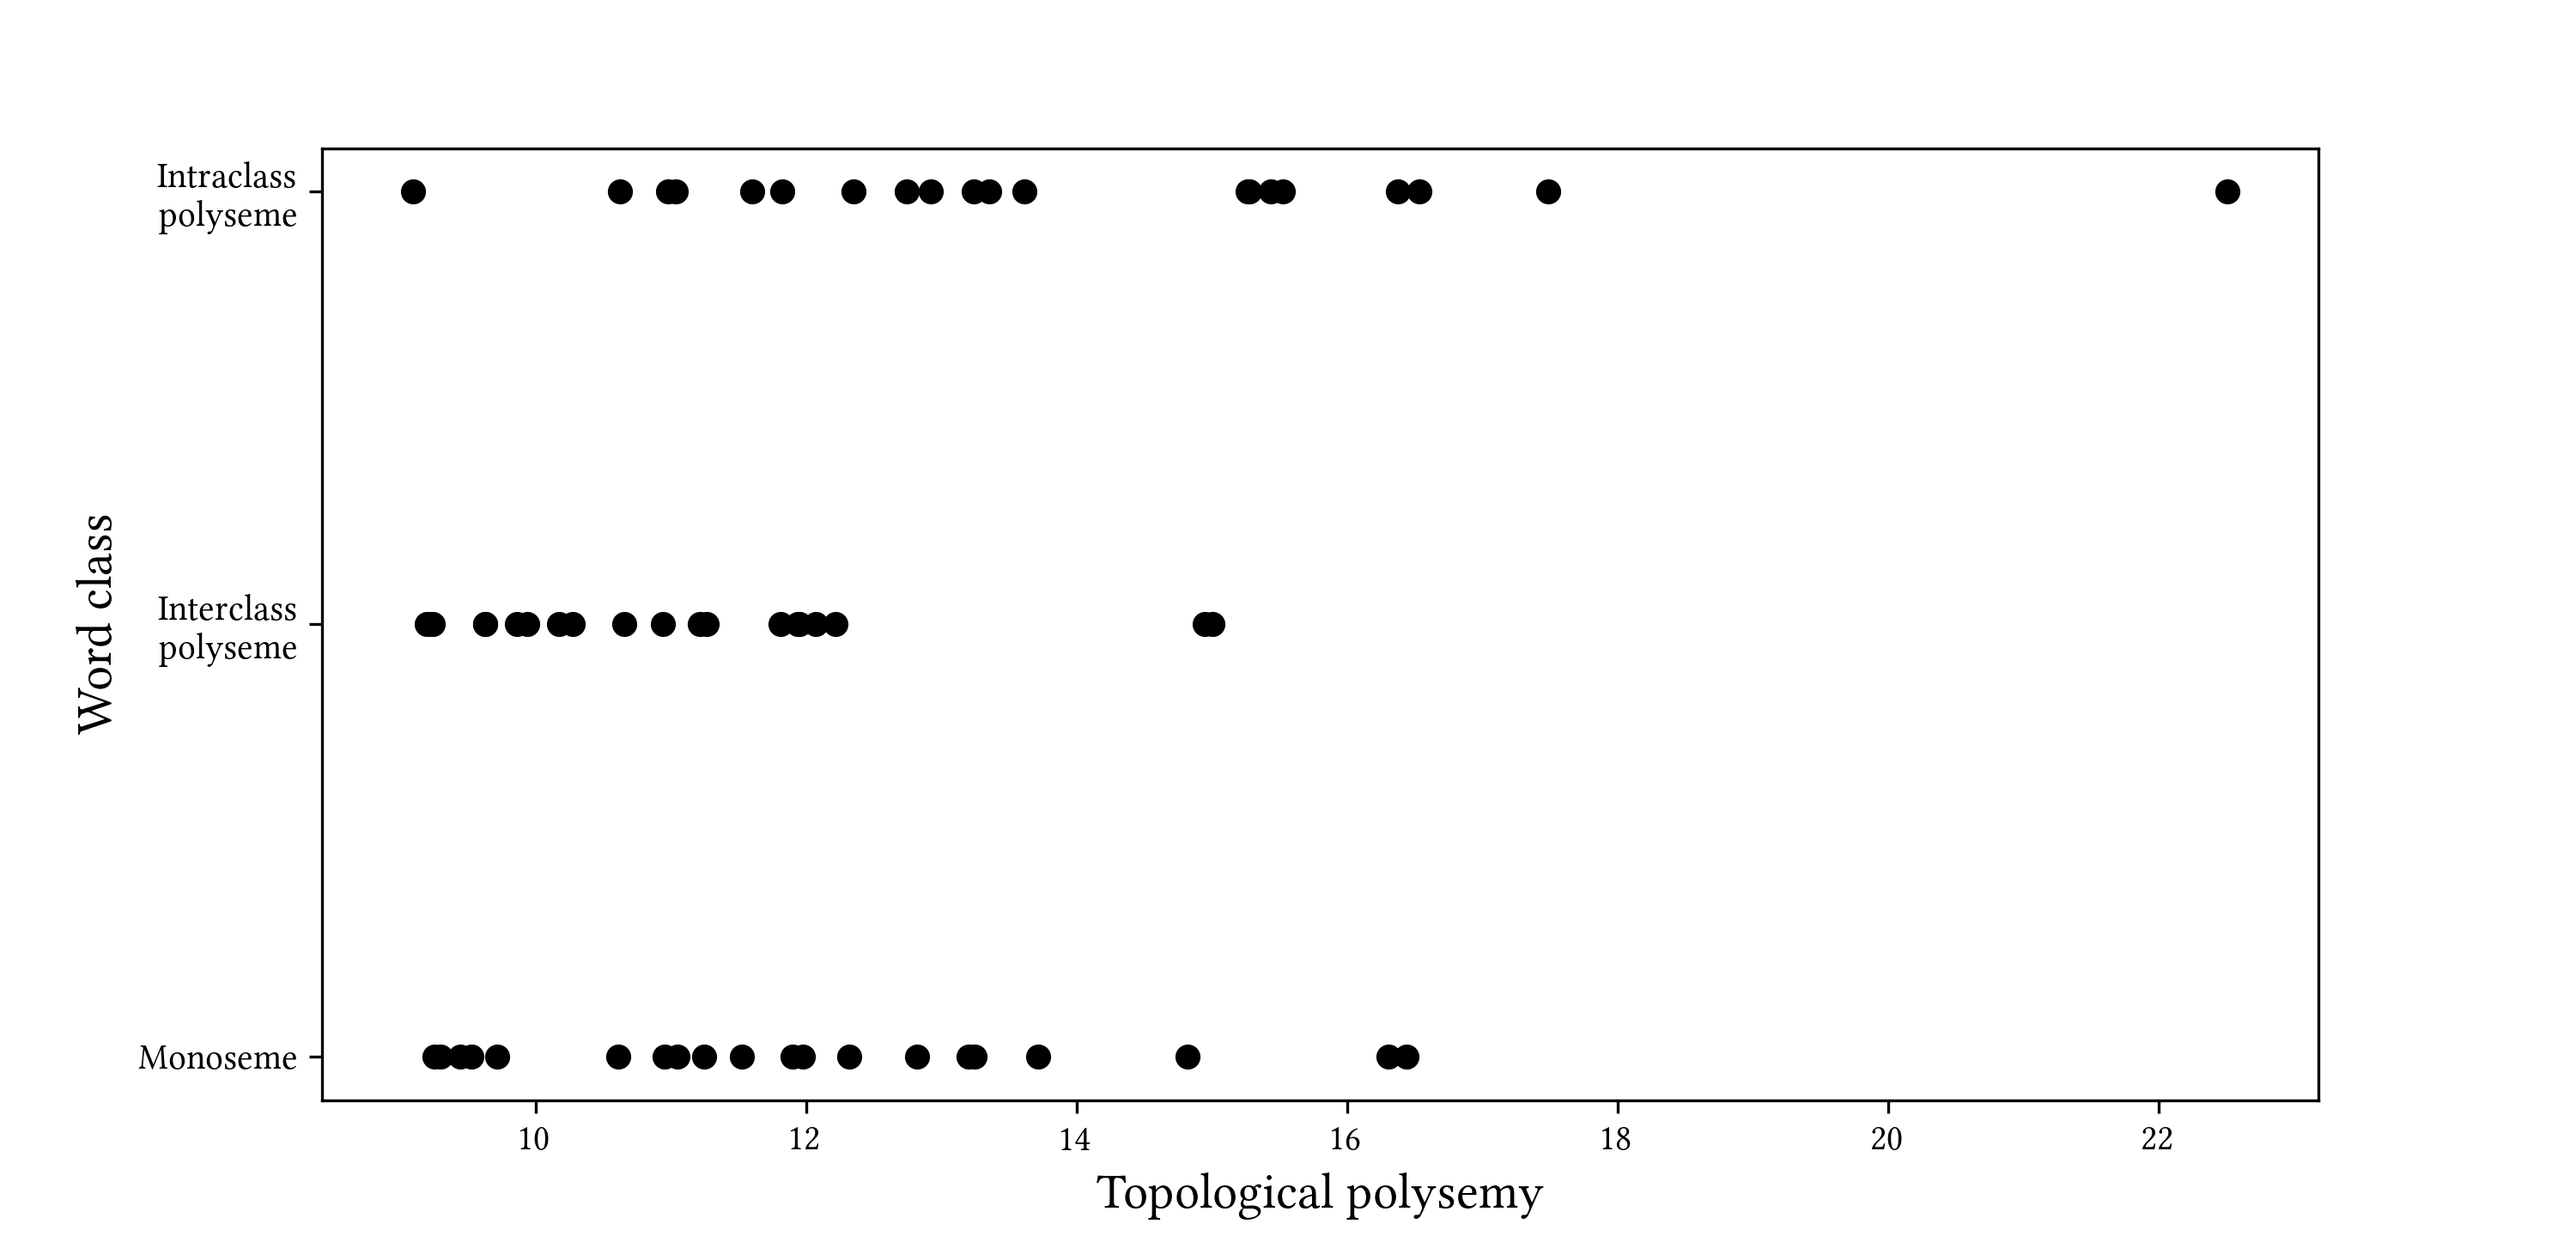 Intraclass
polyseme
Word class
Interclass
polyseme
Monoseme
10 12 14 16 18 20 22
Topological polysemy